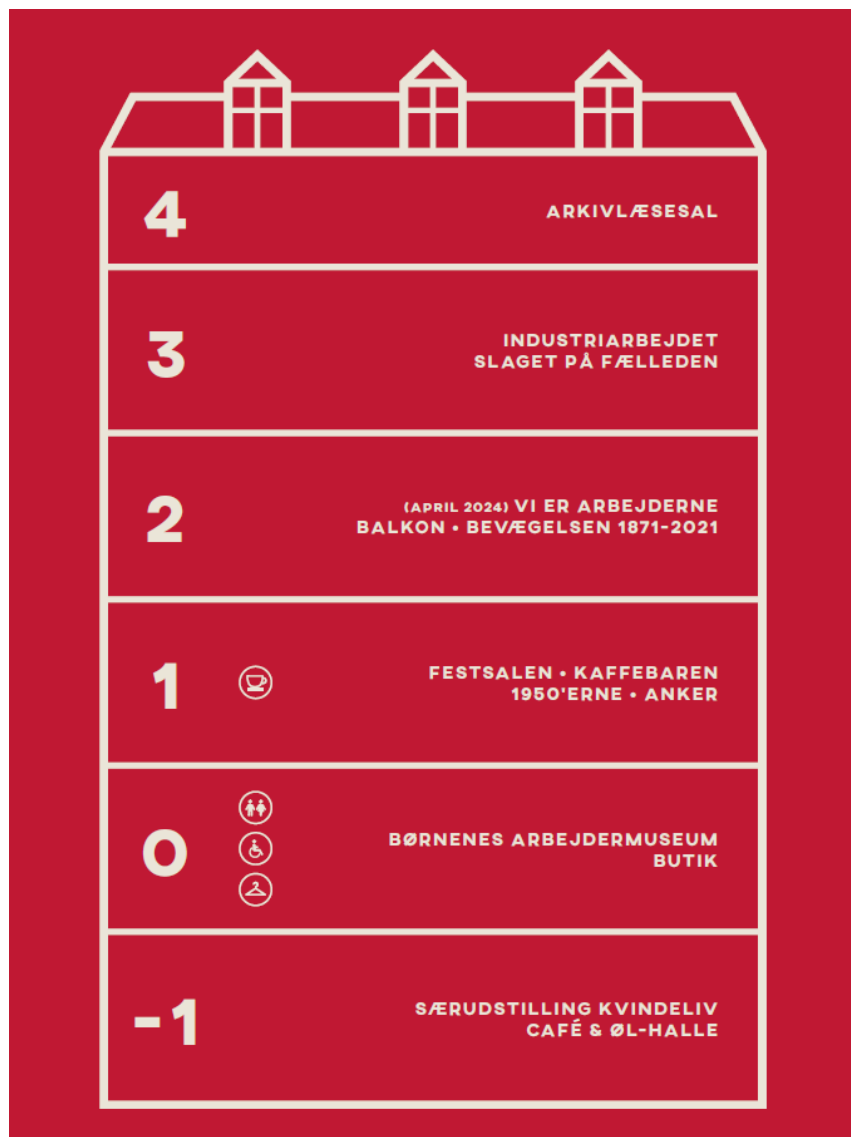 4
ARKIVLÆSESAL
3
INDUSTRIARBEJDET
SLAGET PÅ FÆLLEDEN
2
(APRIL 2024) VI ER ARBEJDERNE
BALKON • BEVÆGELSEN 1871-2021
1
FESTSALEN • KAFFEBAREN
1950'ERNE • ANKER
0
BØRNENES ARBEJDERMUSEUM
BUTIK
-1
SÆRUDSTILLING KVINDELIV
CAFÉ & ØL-HALLE